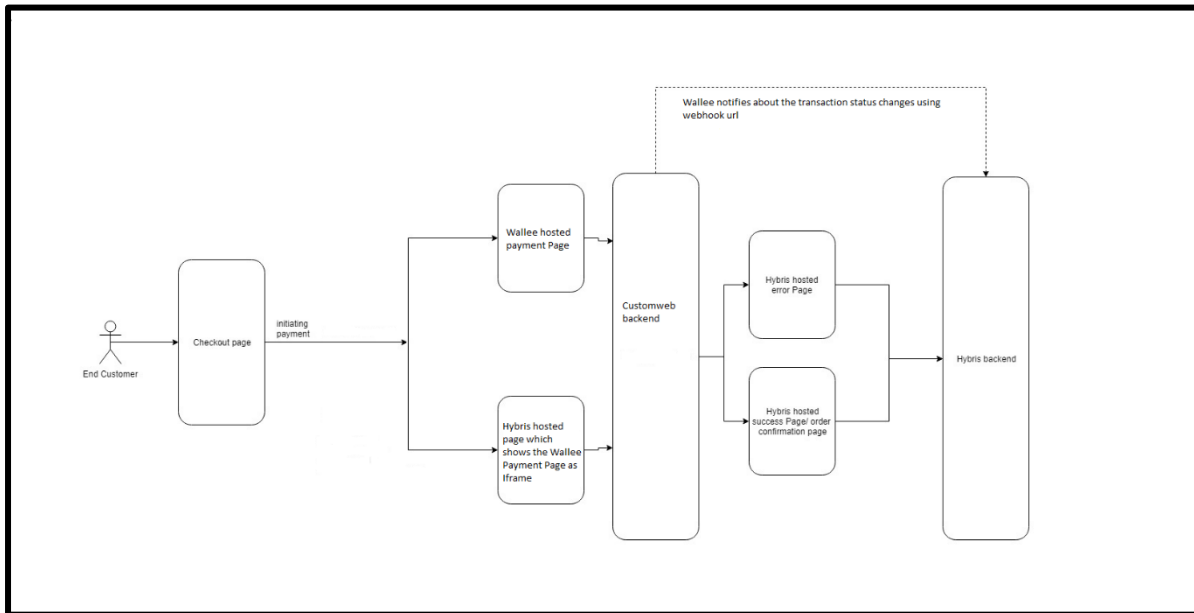 Wallee notifies about the transaction status changes using
webhook url
Wallee hosted
payment Page
Hybris hosted
error Page
Customweb
backend
initiating
payment
Checkout page
End Customer
Hybris backend
Hybris hosted
page which
shows the Wallee
Payment Page as
Iframe
Hybris hosted
success Page/ order
confirmation page